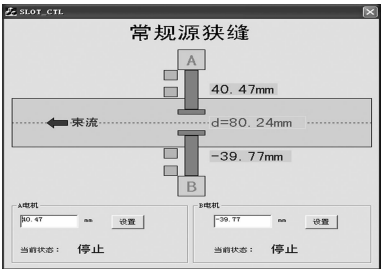 SLOT_CTL
常规源狭缝
A
40.47mm
束流
d=80.24mm
-39.77mm
B
A电机 B电机
40.47 mm 设置 -39.77 mm 设置
当前状态： 停止 当前状态： 停止